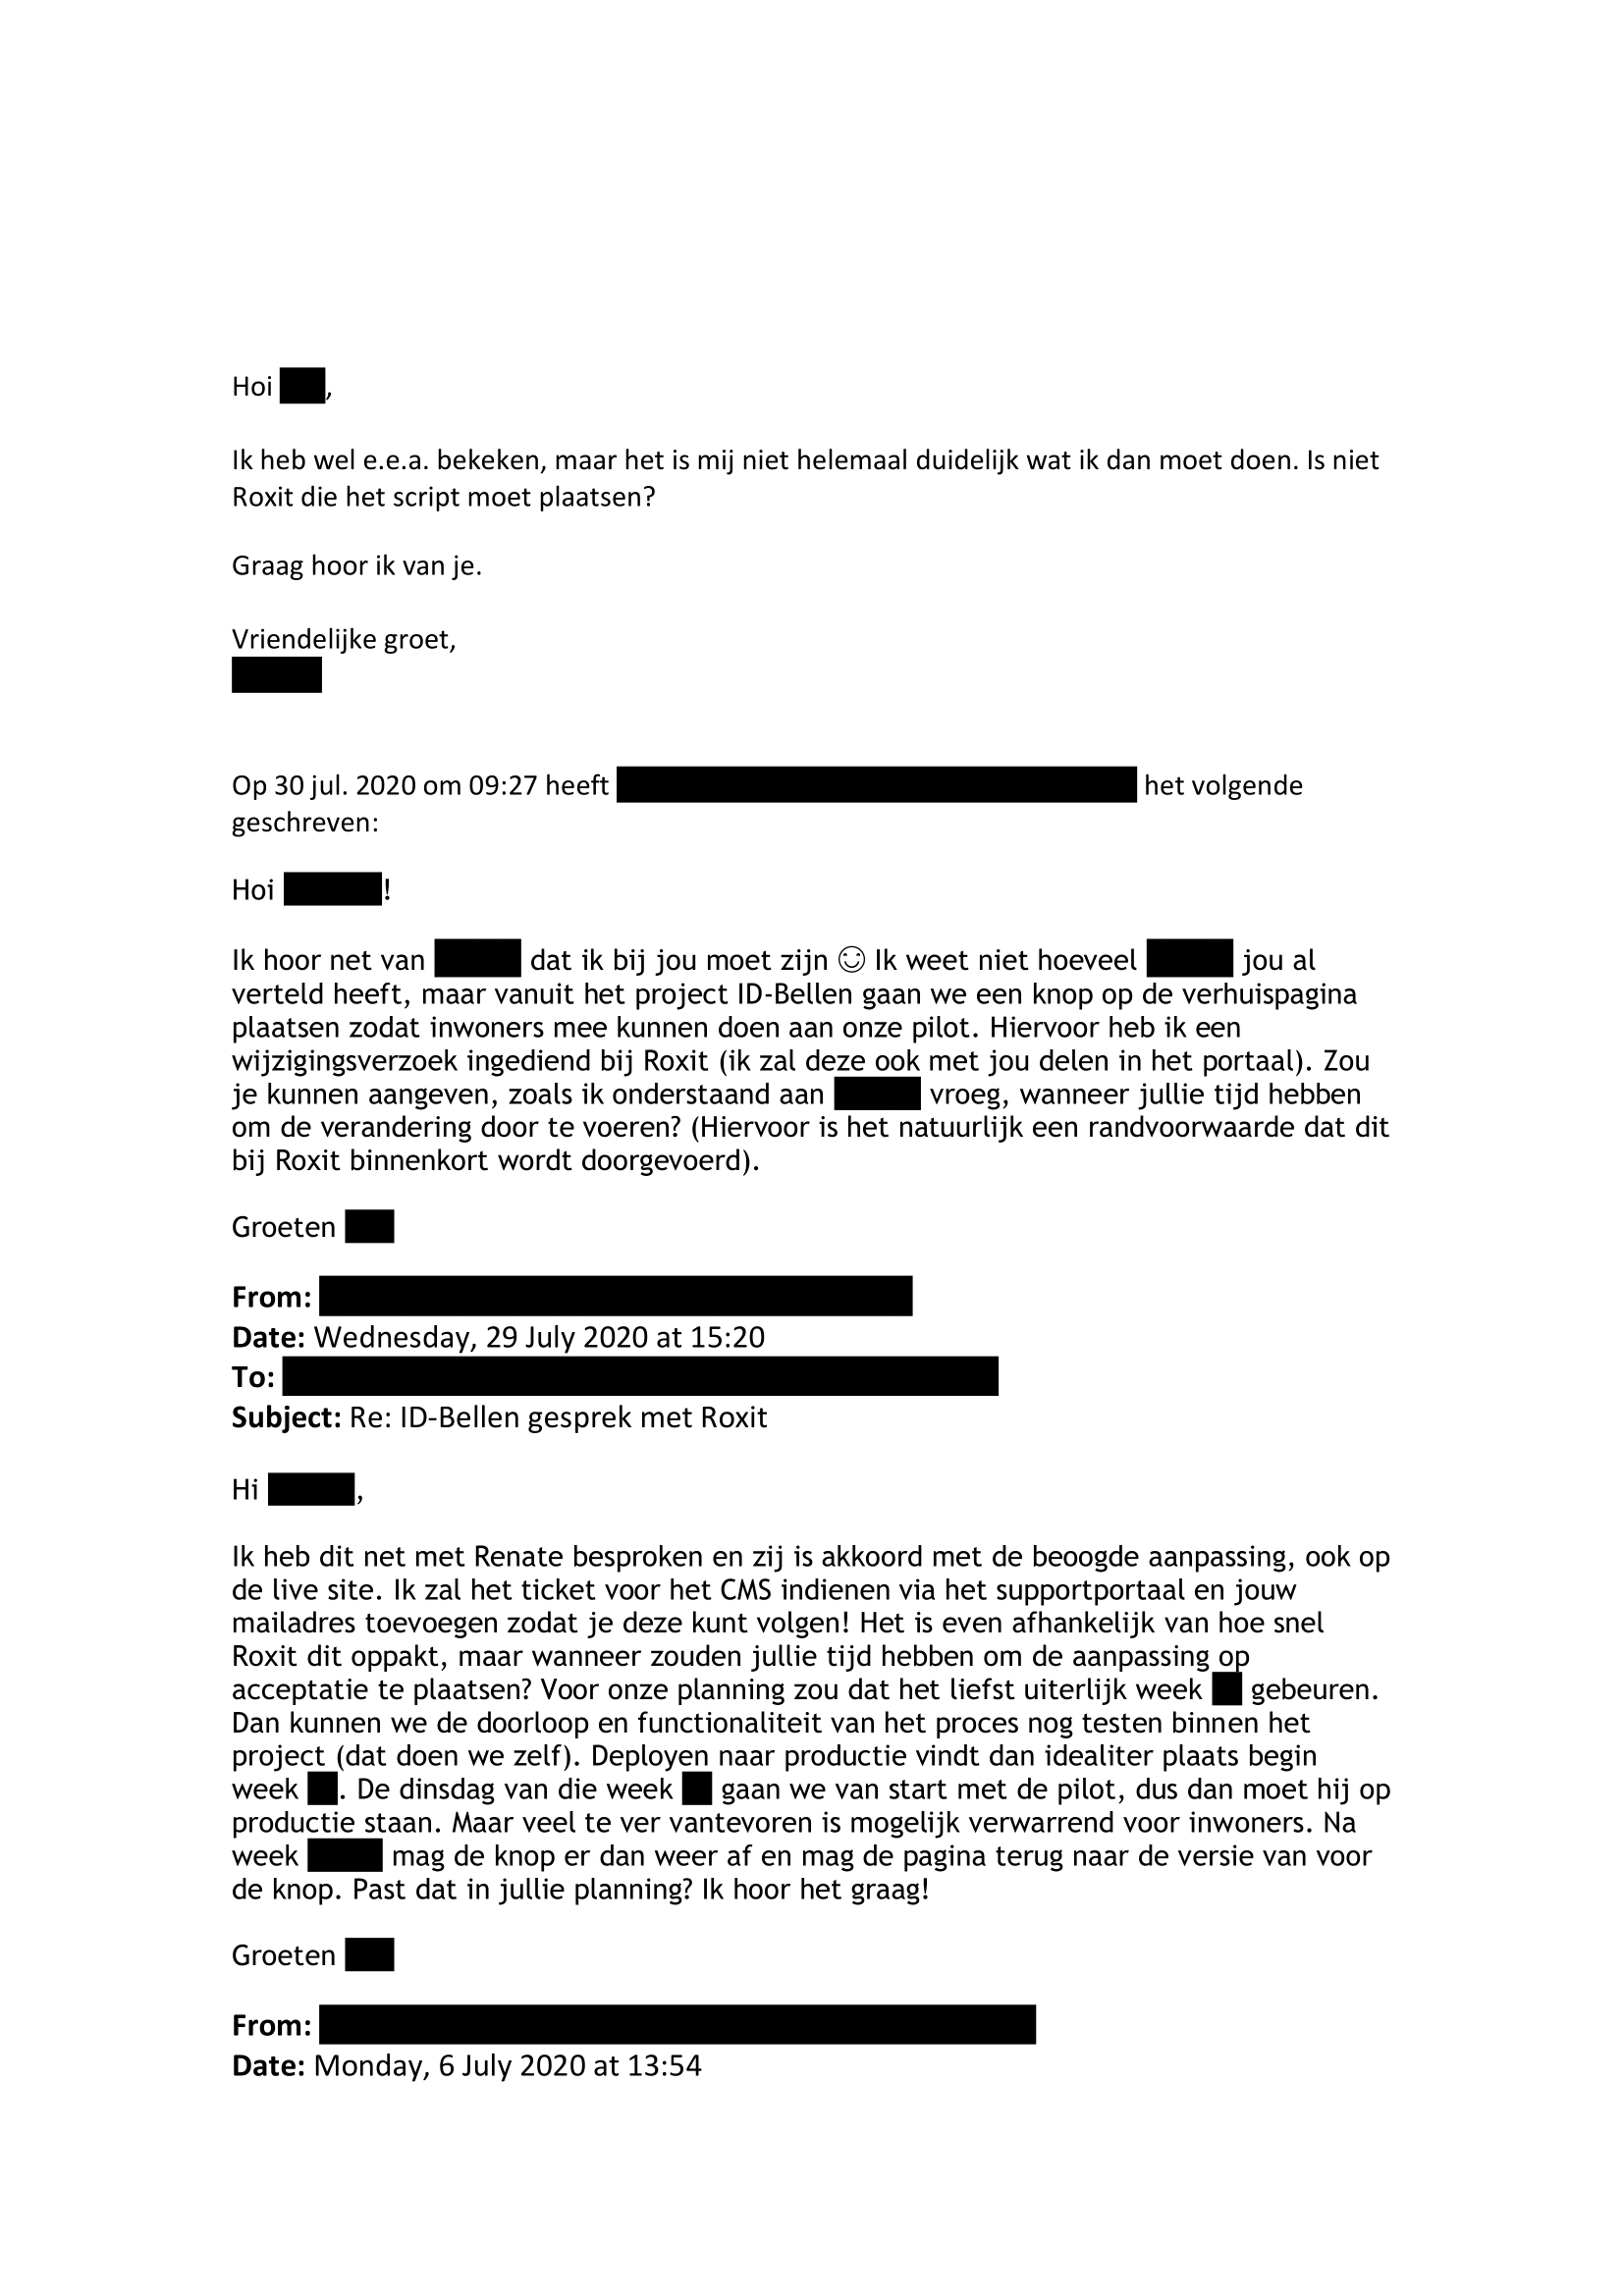 Hoi ,
Ik heb wel e.e.a. bekeken, maar het is mij niet helemaal duidelijk wat ik dan moet doen. Is niet
Roxit die het script moet plaatsen?
Graag hoor ik van je.
Vriendelijke groet,
Op 30 jul. 2020 om 09:27 heeft het volgende
geschreven:
Hoi !
Ik hoor net van dat ik bij jou moet zijn ☺ Ik weet niet hoeveel jou al
verteld heeft, maar vanuit het project ID-Bellen gaan we een knop op de verhuispagina
plaatsen zodat inwoners mee kunnen doen aan onze pilot. Hiervoor heb ik een
wijzigingsverzoek ingediend bij Roxit (ik zal deze ook met jou delen in het portaal). Zou
je kunnen aangeven, zoals ik onderstaand aan vroeg, wanneer jullie tijd hebben
om de verandering door te voeren? (Hiervoor is het natuurlijk een randvoorwaarde dat dit
bij Roxit binnenkort wordt doorgevoerd).
Groeten
From:
Date: Wednesday, 29 July 2020 at 15:20
To:
Subject: Re: ID-Bellen gesprek met Roxit
Hi ,
Ik heb dit net met Renate besproken en zij is akkoord met de beoogde aanpassing, ook op
de live site. Ik zal het ticket voor het CMS indienen via het supportportaal en jouw
mailadres toevoegen zodat je deze kunt volgen! Het is even afhankelijk van hoe snel
Roxit dit oppakt, maar wanneer zouden jullie tijd hebben om de aanpassing op
acceptatie te plaatsen? Voor onze planning zou dat het liefst uiterlijk week gebeuren.
Dan kunnen we de doorloop en functionaliteit van het proces nog testen binnen het
project (dat doen we zelf). Deployen naar productie vindt dan idealiter plaats begin
week . De dinsdag van die week gaan we van start met de pilot, dus dan moet hij op
productie staan. Maar veel te ver vantevoren is mogelijk verwarrend voor inwoners. Na
week mag de knop er dan weer af en mag de pagina terug naar de versie van voor
de knop. Past dat in jullie planning? Ik hoor het graag!
Groeten
From:
Date: Monday, 6 July 2020 at 13:54